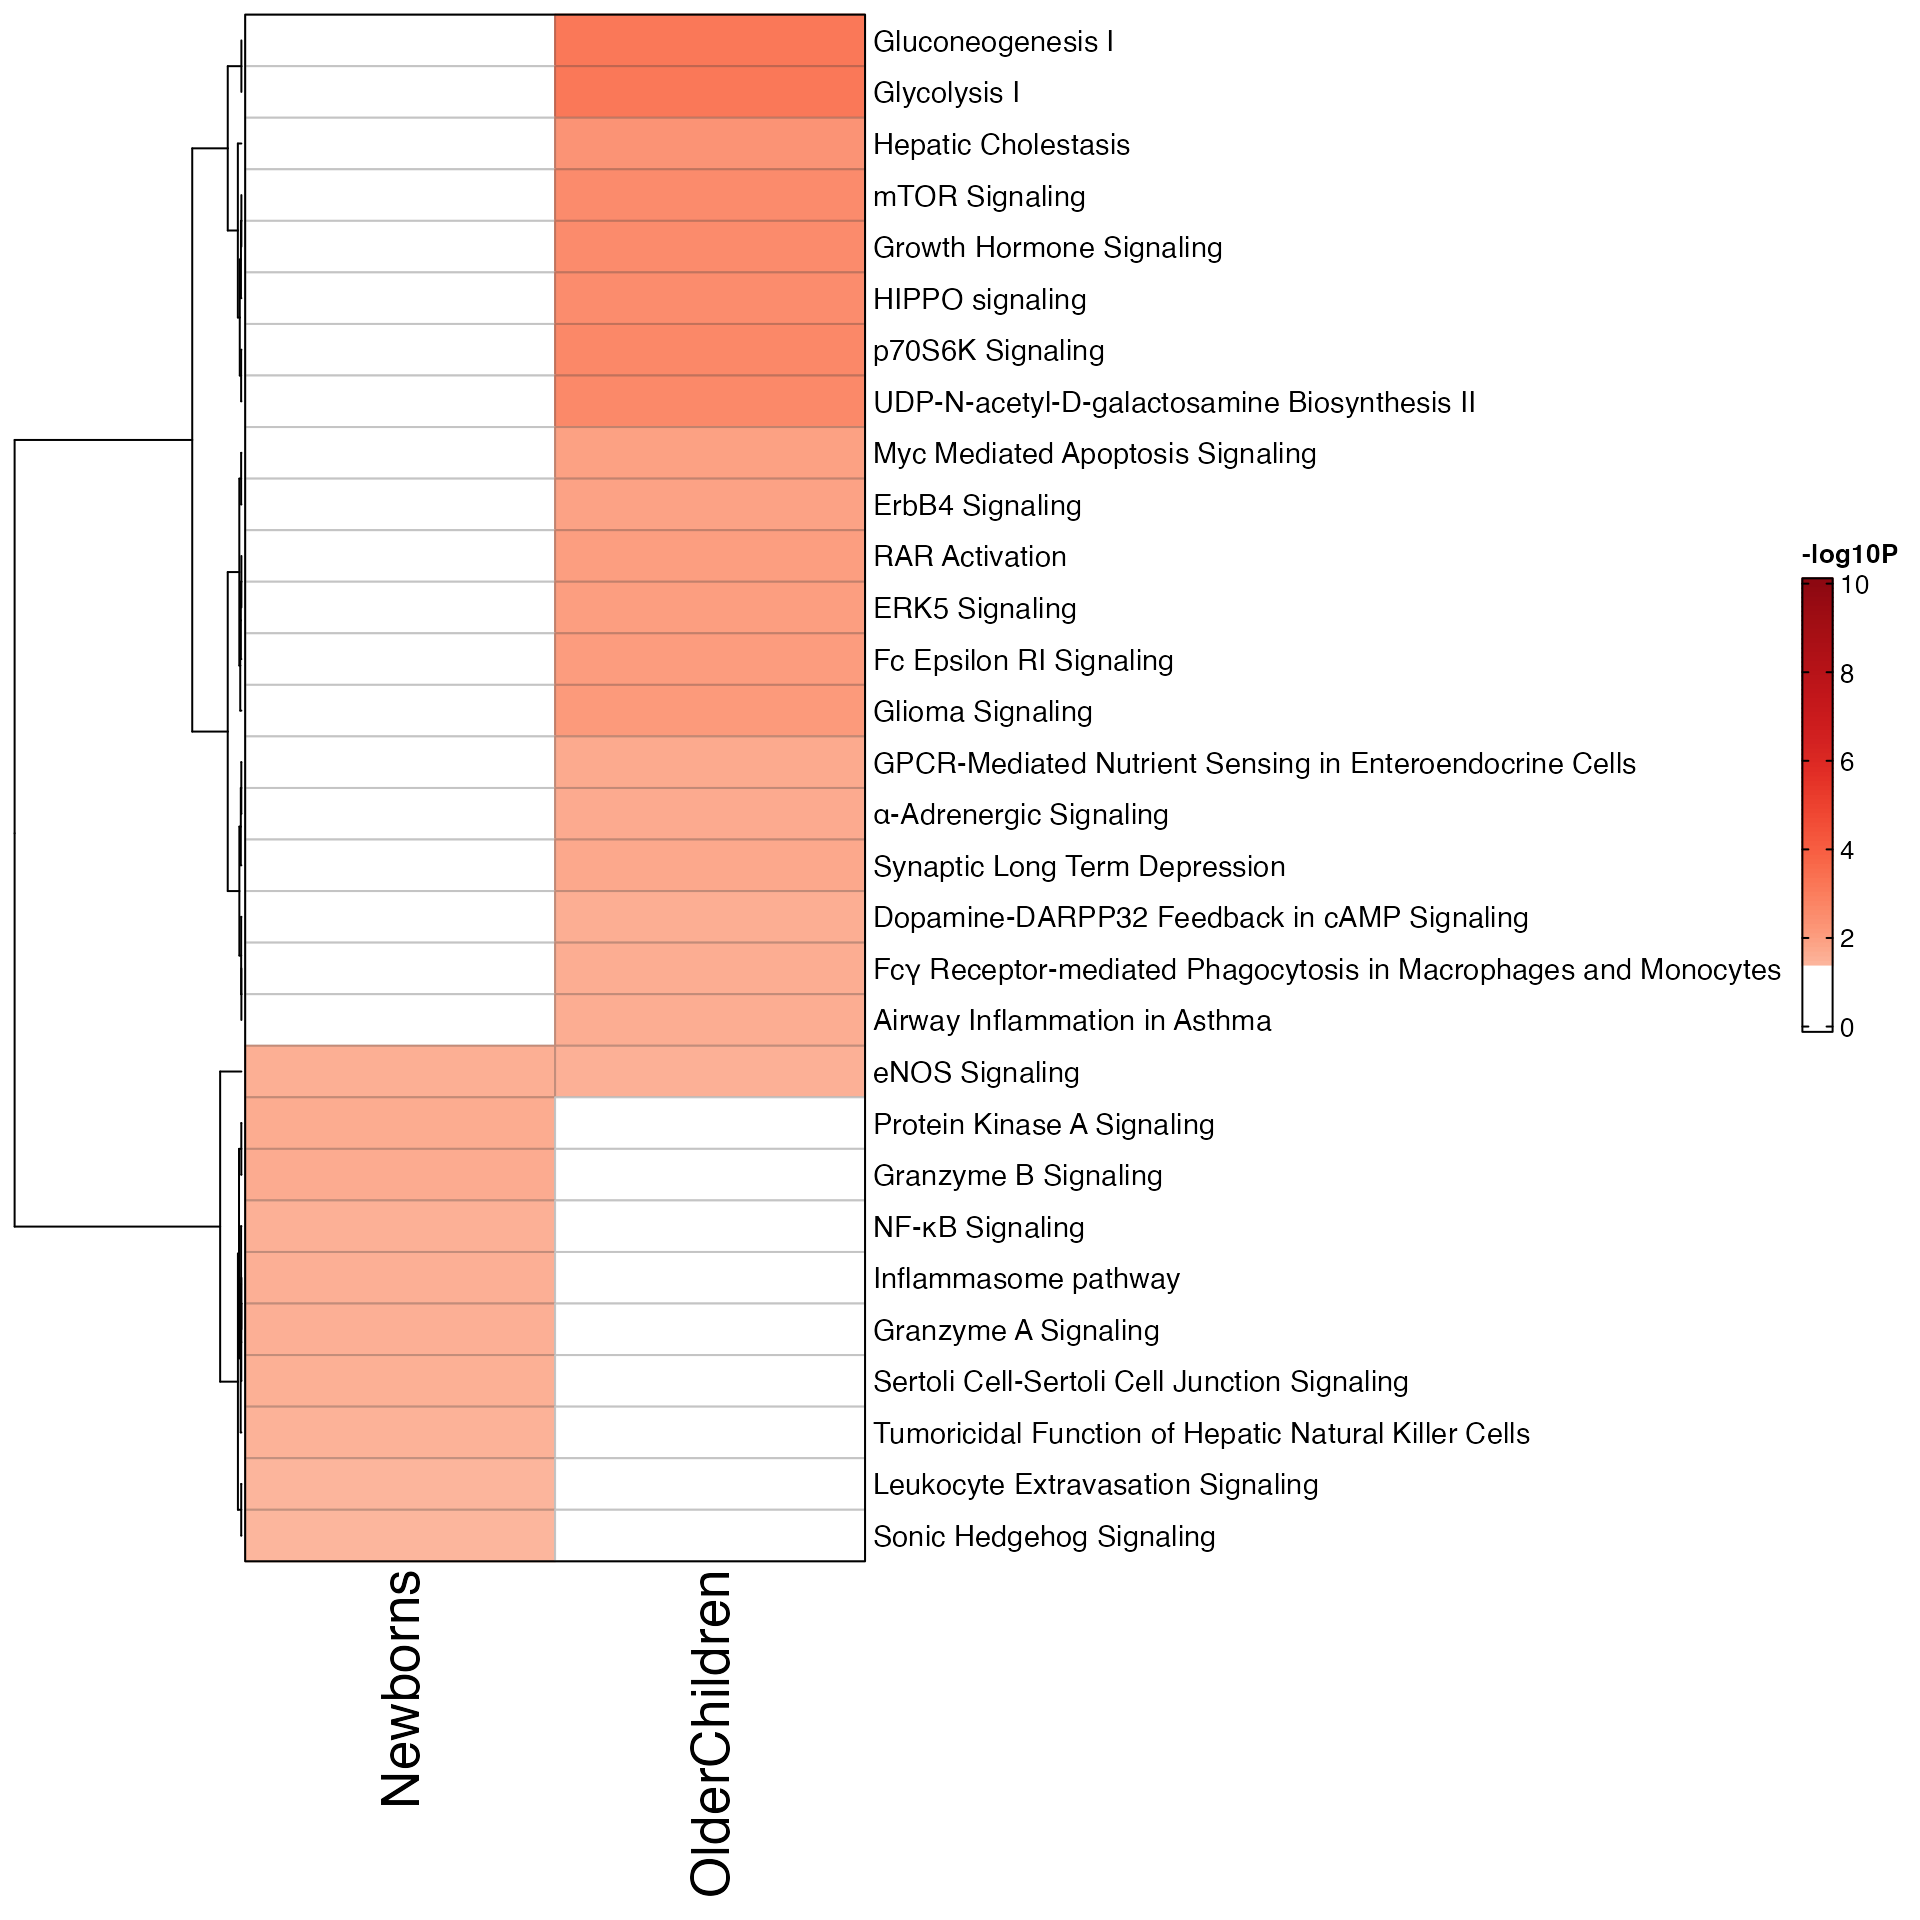 Gluconeogenesis I
Glycolysis I
Hepatic Cholestasis
mTOR Signaling
Growth Hormone Signaling
HIPPO signaling
p70S6K Signaling
UDP-N-acetyl-D-galactosamine Biosynthesis II
Myc Mediated Apoptosis Signaling
ErbB4 Signaling
RAR Activation
ERK5 Signaling
Fc Epsilon RI Signaling
Glioma Signaling
GPCR-Mediated Nutrient Sensing in Enteroendocrine Cells
α-Adrenergic Signaling
Synaptic Long Term Depression
Dopamine-DARPP32 Feedback in cAMP Signaling
Fcγ Receptor-mediated Phagocytosis in Macrophages and Monocytes
Airway Inflammation in Asthma
eNOS Signaling
Protein Kinase A Signaling
Granzyme B Signaling
NF-κB Signaling
Inflammasome pathway
Granzyme A Signaling
Sertoli Cell-Sertoli Cell Junction Signaling
Tumoricidal Function of Hepatic Natural Killer Cells
Leukocyte Extravasation Signaling
Sonic Hedgehog Signaling
Newborns
OlderChildren
-log10P
10
8
6
4
2
0